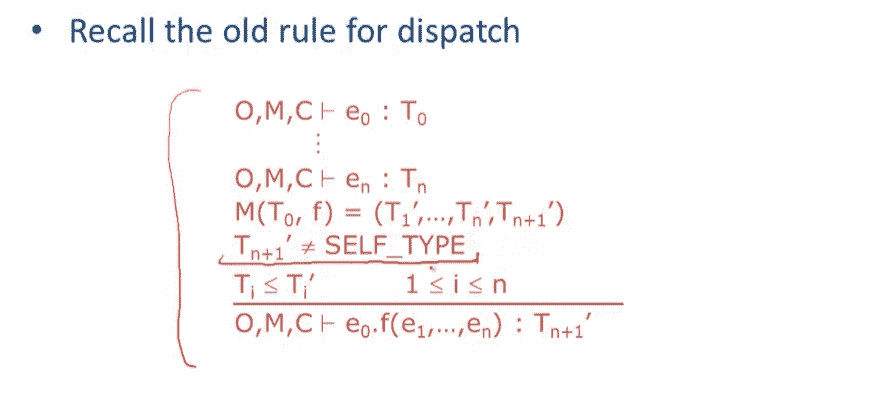 • Recall the old rule for dispatch
O,M,C ⊢ e₀ : T₀
⋮
O,M,C ⊢ eₙ : Tₙ
M(T₀, f) = (T₁′,…,Tₙ′,Tₙ₊₁′)
Tₙ₊₁′ ≠ SELF_TYPE
Tᵢ ≤ Tᵢ′ 1 ≤ i ≤ n
O,M,C ⊢ e₀.f(e₁,…,eₙ) : Tₙ₊₁′